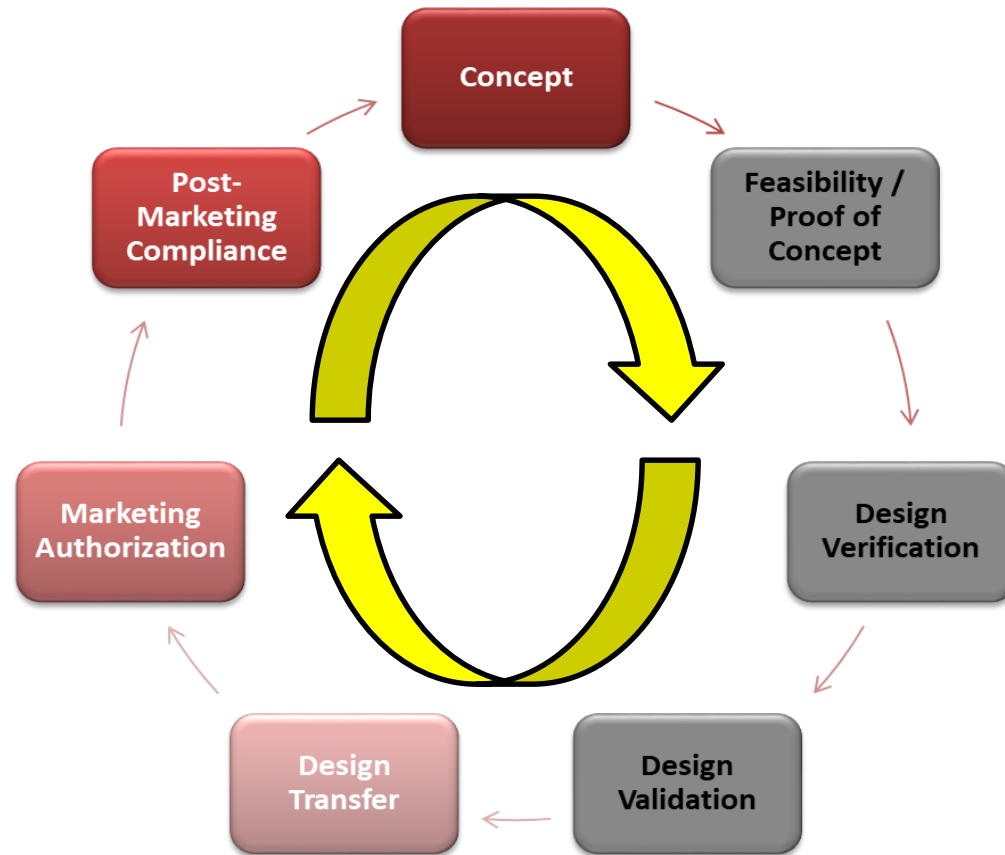 Concept
Feasibility /
Proof of
Concept
Design
Verification
Design
Validation
Design
Transfer
Marketing
Authorization
Post-
Marketing
Compliance